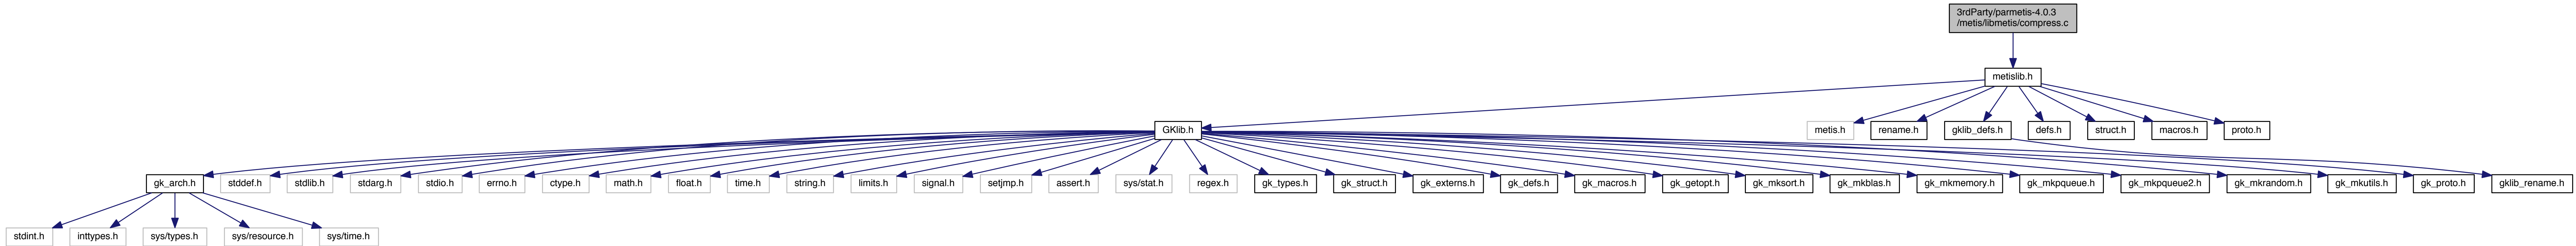 3rdParty/parmetis-4.0.3
/metis/libmetis/compress.c
metislib.h
GKlib.h
metis.h
rename.h
gklib_defs.h
defs.h
struct.h
macros.h
proto.h
gk_arch.h
stddef.h
stdlib.h
stdarg.h
stdio.h
errno.h
ctype.h
math.h
float.h
time.h
string.h
limits.h
signal.h
setjmp.h
assert.h
sys/stat.h
regex.h
gk_types.h
gk_struct.h
gk_externs.h
gk_defs.h
gk_macros.h
gk_getopt.h
gk_mksort.h
gk_mkblas.h
gk_mkmemory.h
gk_mkpqueue.h
gk_mkpqueue2.h
gk_mkrandom.h
gk_mkutils.h
gk_proto.h
gklib_rename.h
stdint.h
inttypes.h
sys/types.h
sys/resource.h
sys/time.h